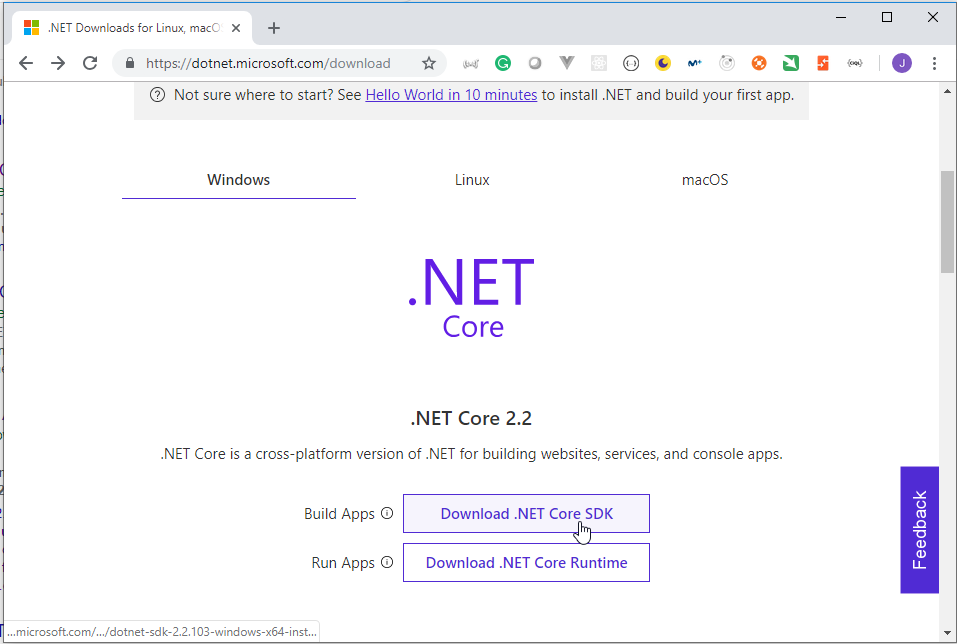 .NET Downloads for Linux, macO
https://dotnet.microsoft.com/download
J
Not sure where to start? See Hello World in 10 minutes to install .NET and build your first app.
Windows
Linux
macOS
.NET
Core
.NET Core 2.2
.NET Core is a cross-platform version of .NET for building websites, services, and console apps.
Build Apps
Download .NET Core SDK
Run Apps
Download .NET Core Runtime
Feedback
...microsoft.com/.../dotnet-sdk-2.2.103-windows-x64-inst...